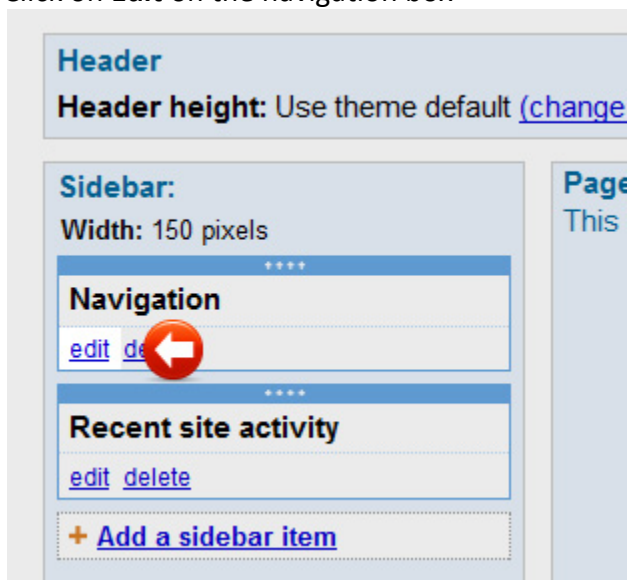 Header
Header height: Use theme default (change
Sidebar:
Width: 150 pixels
Navigation
edit
Recent site activity
edit delete
+ Add a sidebar item
Page
This